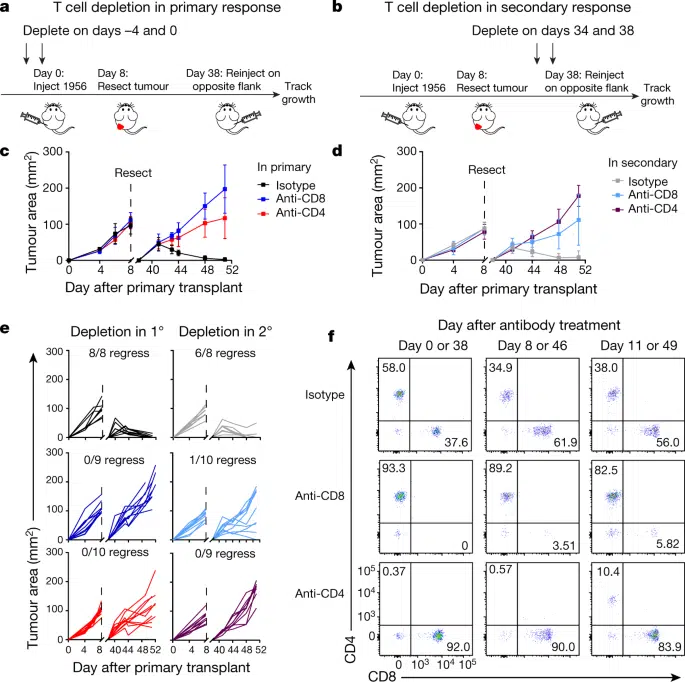 a T cell depletion in primary response
Deplete on days –4 and 0
Day 0:
Inject 1956
Day 8:
Resect tumour
Day 38: Reinject on
opposite flank
Track
growth
b T cell depletion in secondary response
Deplete on days 34 and 38
Day 0:
Inject 1956
Day 8:
Resect tumour
Day 38: Reinject
on opposite flank
Track
growth
c
Tumour area (mm²)
300
200
100
0
Resect
In primary
Isotype
Anti-CD8
Anti-CD4
0 4 8 40 44 48 52
Day after primary transplant
d
Tumour area (mm²)
300
200
100
0
Resect
In secondary
Isotype
Anti-CD8
Anti-CD4
0 4 8 40 44 48 52
Day after primary transplant
e
Depletion in 1° Depletion in 2°
8/8 regress 6/8 regress
300
200
100
0
0/9 regress 1/10 regress
300
200
100
0
0/10 regress 0/9 regress
300
200
100
0
Tumour area (mm²)
0 4 8 40 44 48 52 0 4 8 40 44 48 52
Day after primary transplant
f
Day after antibody treatment
Day 0 or 38 Day 8 or 46 Day 11 or 49
Isotype
58.0 34.9 38.0
37.6 61.9 56.0
Anti-CD8
93.3 89.2 82.5
0 3.51 5.82
Anti-CD4
0.37 0.57 10.4
92.0 90.0 83.9
10⁵
10⁴
10³
0
CD4
0 10³ 10⁴ 10⁵
CD8